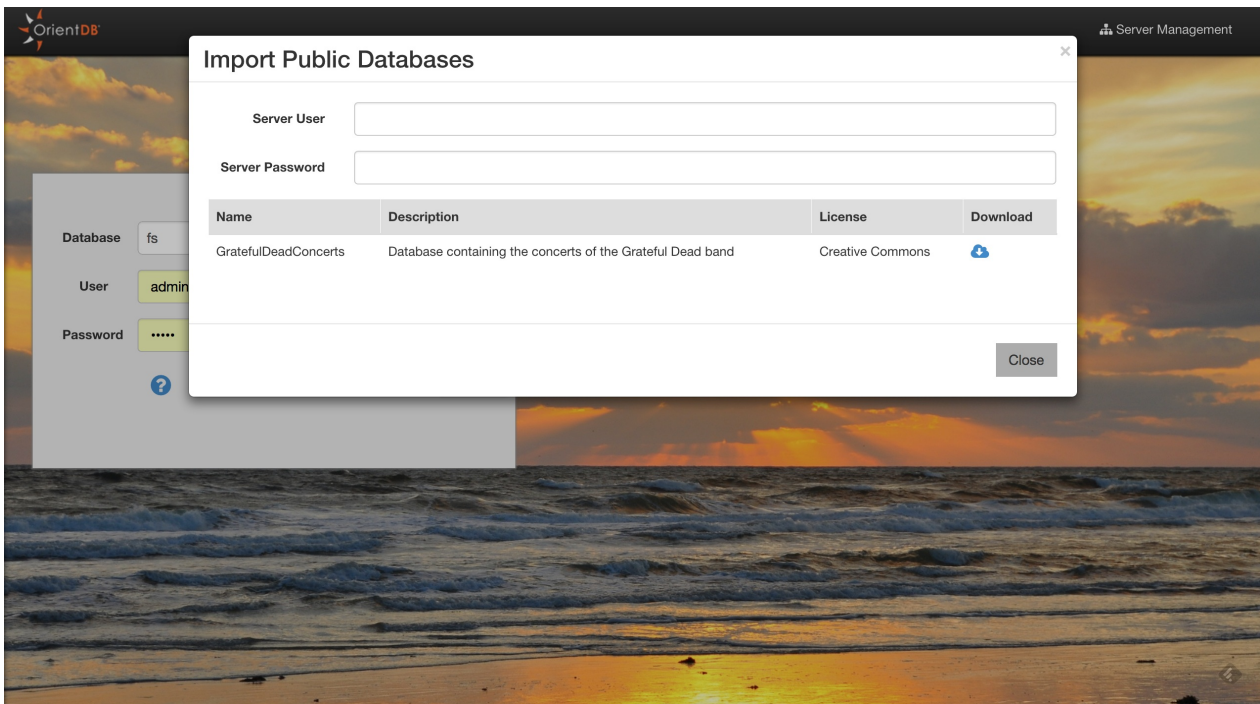 OrientDB
Server Management
Import Public Databases
×
Server User
Server Password
Name Description License Download
GratefulDeadConcerts Database containing the concerts of the Grateful Dead band Creative Commons
Close
Database fs
User admin
Password •••••
?